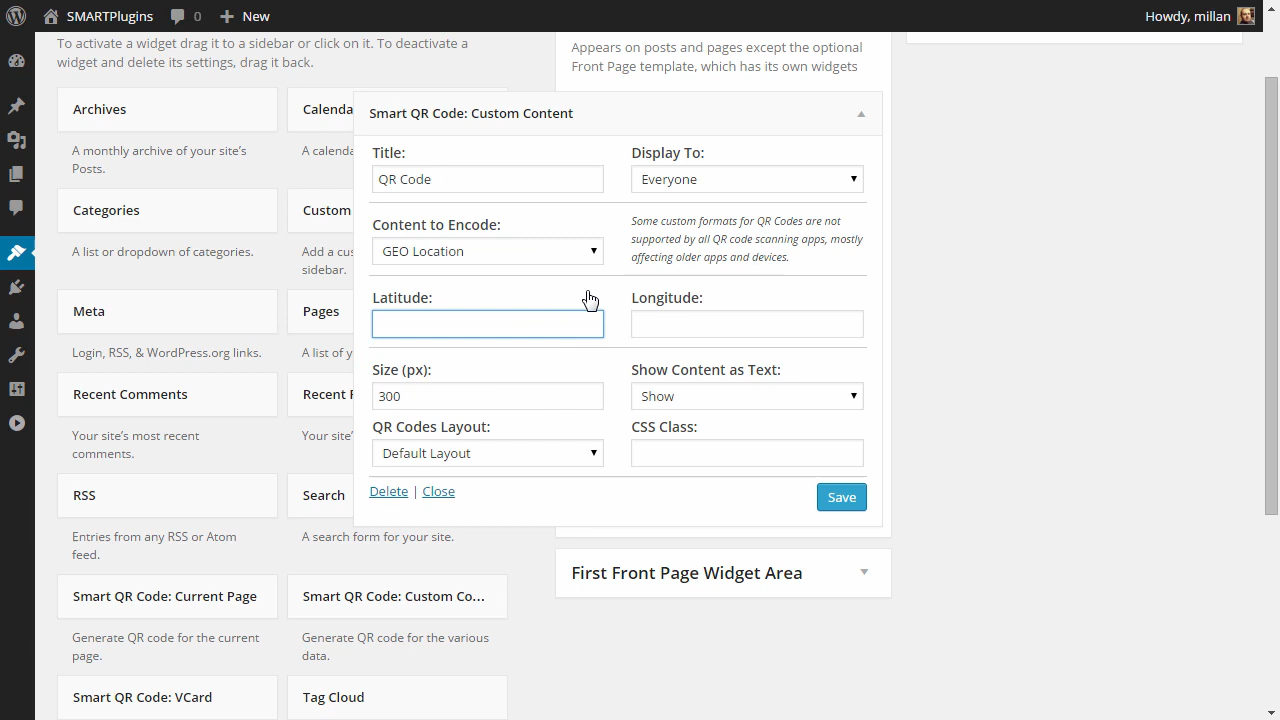 SMARTPlugins 0 New Howdy, millan
To activate a widget drag it to a sidebar or click on it. To deactivate a
widget and delete its settings, drag it back.
Appears on posts and pages except the optional
Front Page template, which has its own widgets
Archives
A monthly archive of your site's
Posts.
Categories
A list or dropdown of categories.
Custom
Add a
sidebar.
Meta
Login, RSS, & WordPress.org links.
Pages
A list of
Recent Comments
Your site's most recent
comments.
Recent
Your site's
RSS
Entries from any RSS or Atom
feed.
Search
A search form for your site.
Smart QR Code: Current Page
Generate QR code for the current
page.
Smart QR Code: Custom Co...
Generate QR code for the various
data.
Smart QR Code: VCard
Tag Cloud
Smart QR Code: Custom Content
Title:
QR Code
Display To:
Everyone
Content to Encode:
GEO Location
Some custom formats for QR Codes are not
supported by all QR code scanning apps, mostly
affecting older apps and devices.
Latitude:
Longitude:
Size (px):
300
Show Content as Text:
Show
QR Codes Layout:
Default Layout
CSS Class:
Delete | Close
Save
First Front Page Widget Area